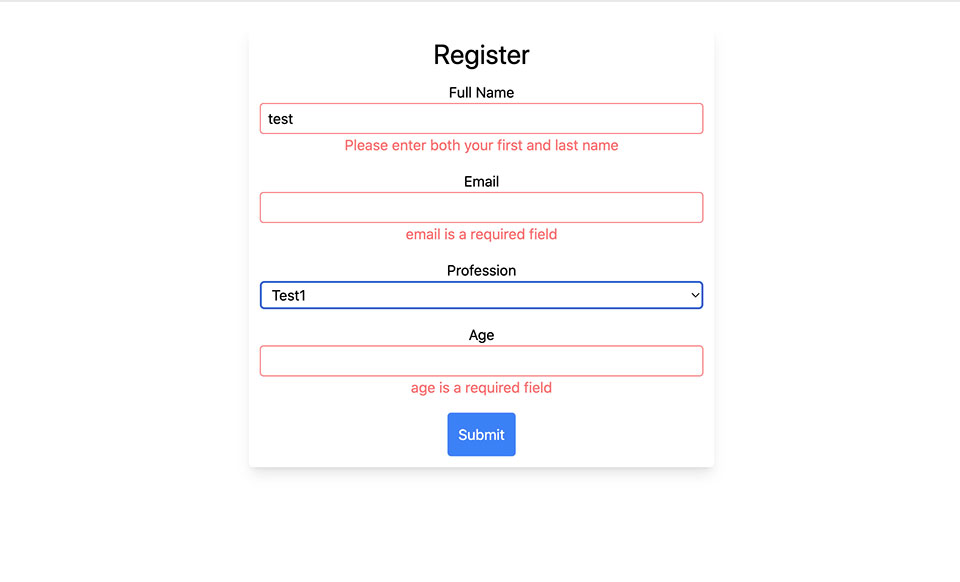 Register
Full Name
test
Please enter both your first and last name
Email
email is a required field
Profession
Test1
Age
age is a required field
Submit